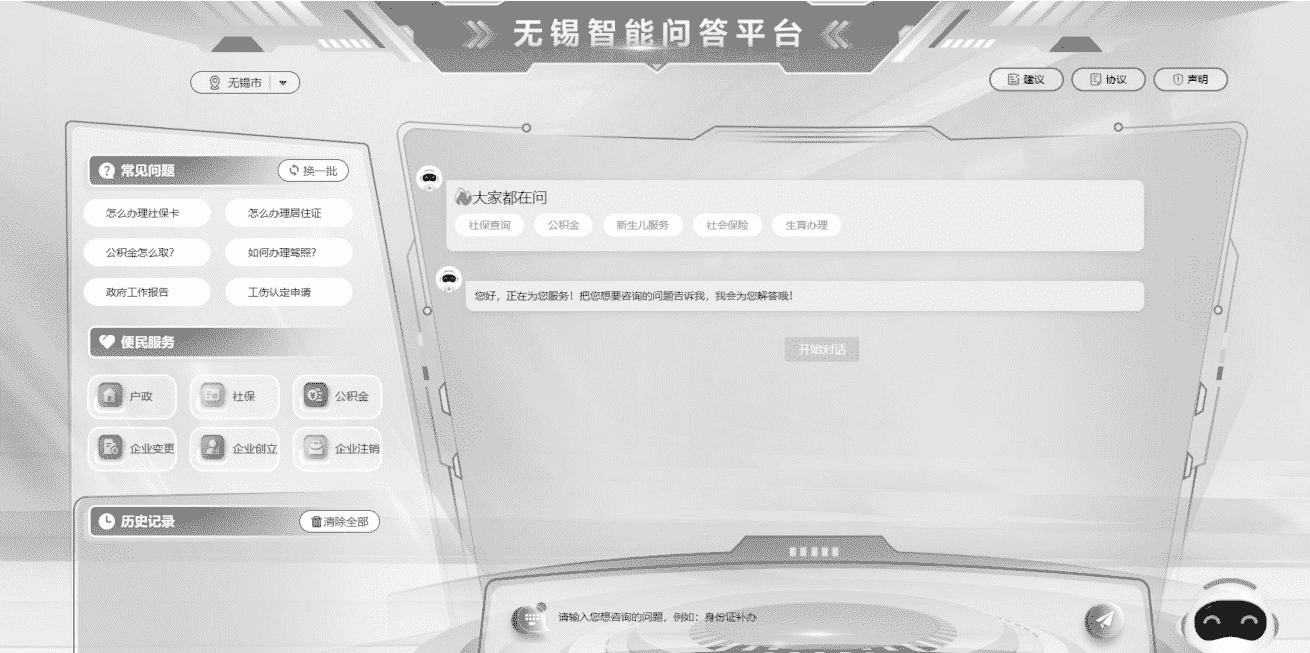 无锡智能问答平台
无锡市
建议 协议 声明
常见问题 换一批
怎么办理社保卡 怎么办理居住证
公积金怎么取? 如何办理驾照?
政府工作报告 工伤认定申请
便民服务
户政 社保 公积金
企业变更 企业创立 企业注销
历史记录 清除全部
大家都在问
社保查询 公积金 新生儿服务 社会保险 生育办理
您好，正在为您服务！把您想要咨询的问题告诉我，我会为您解答哦！
开始对话
请输入您想咨询的问题，例如：身份证补办